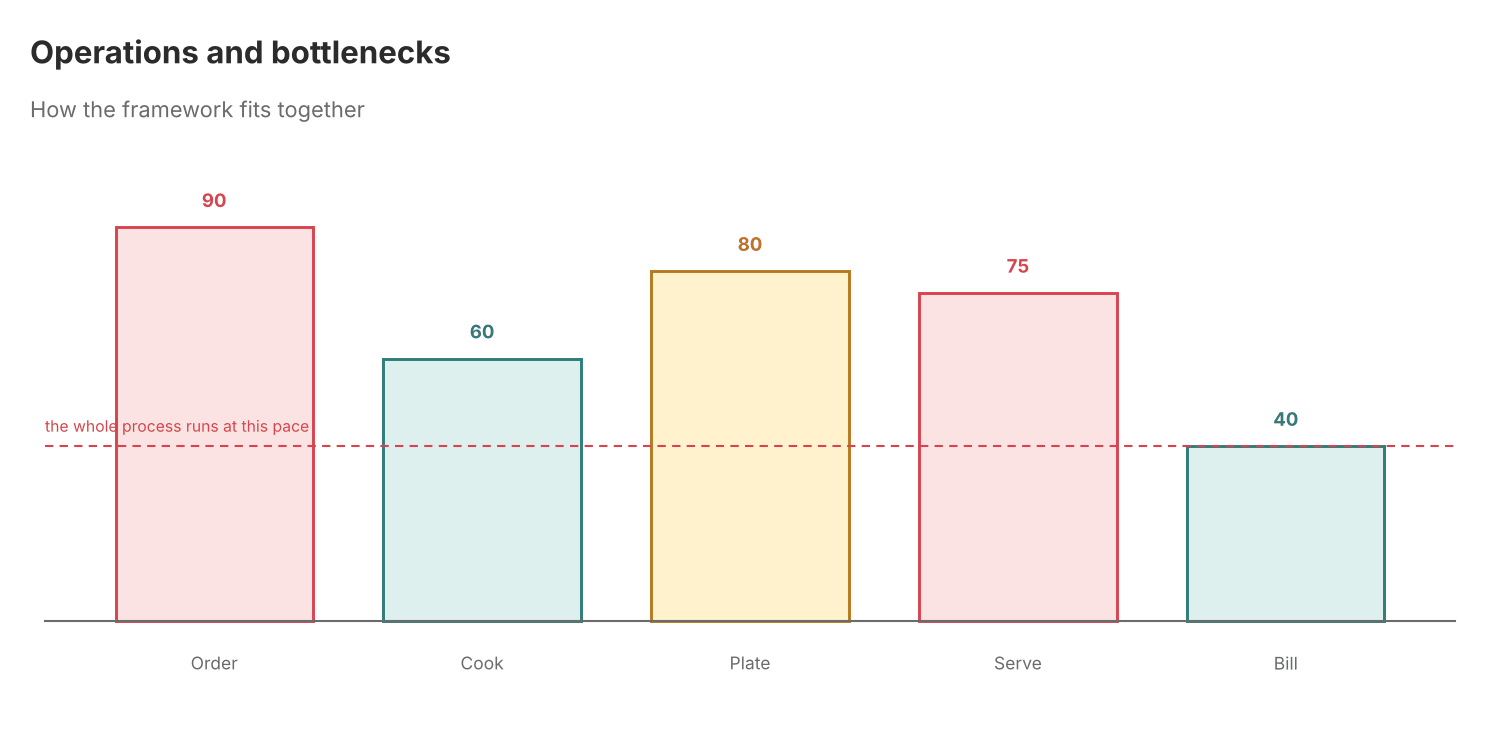 Operations and bottlenecks
How the framework fits together
90
60
80
75
40
the whole process runs at this pace
Order
Cook
Plate
Serve
Bill